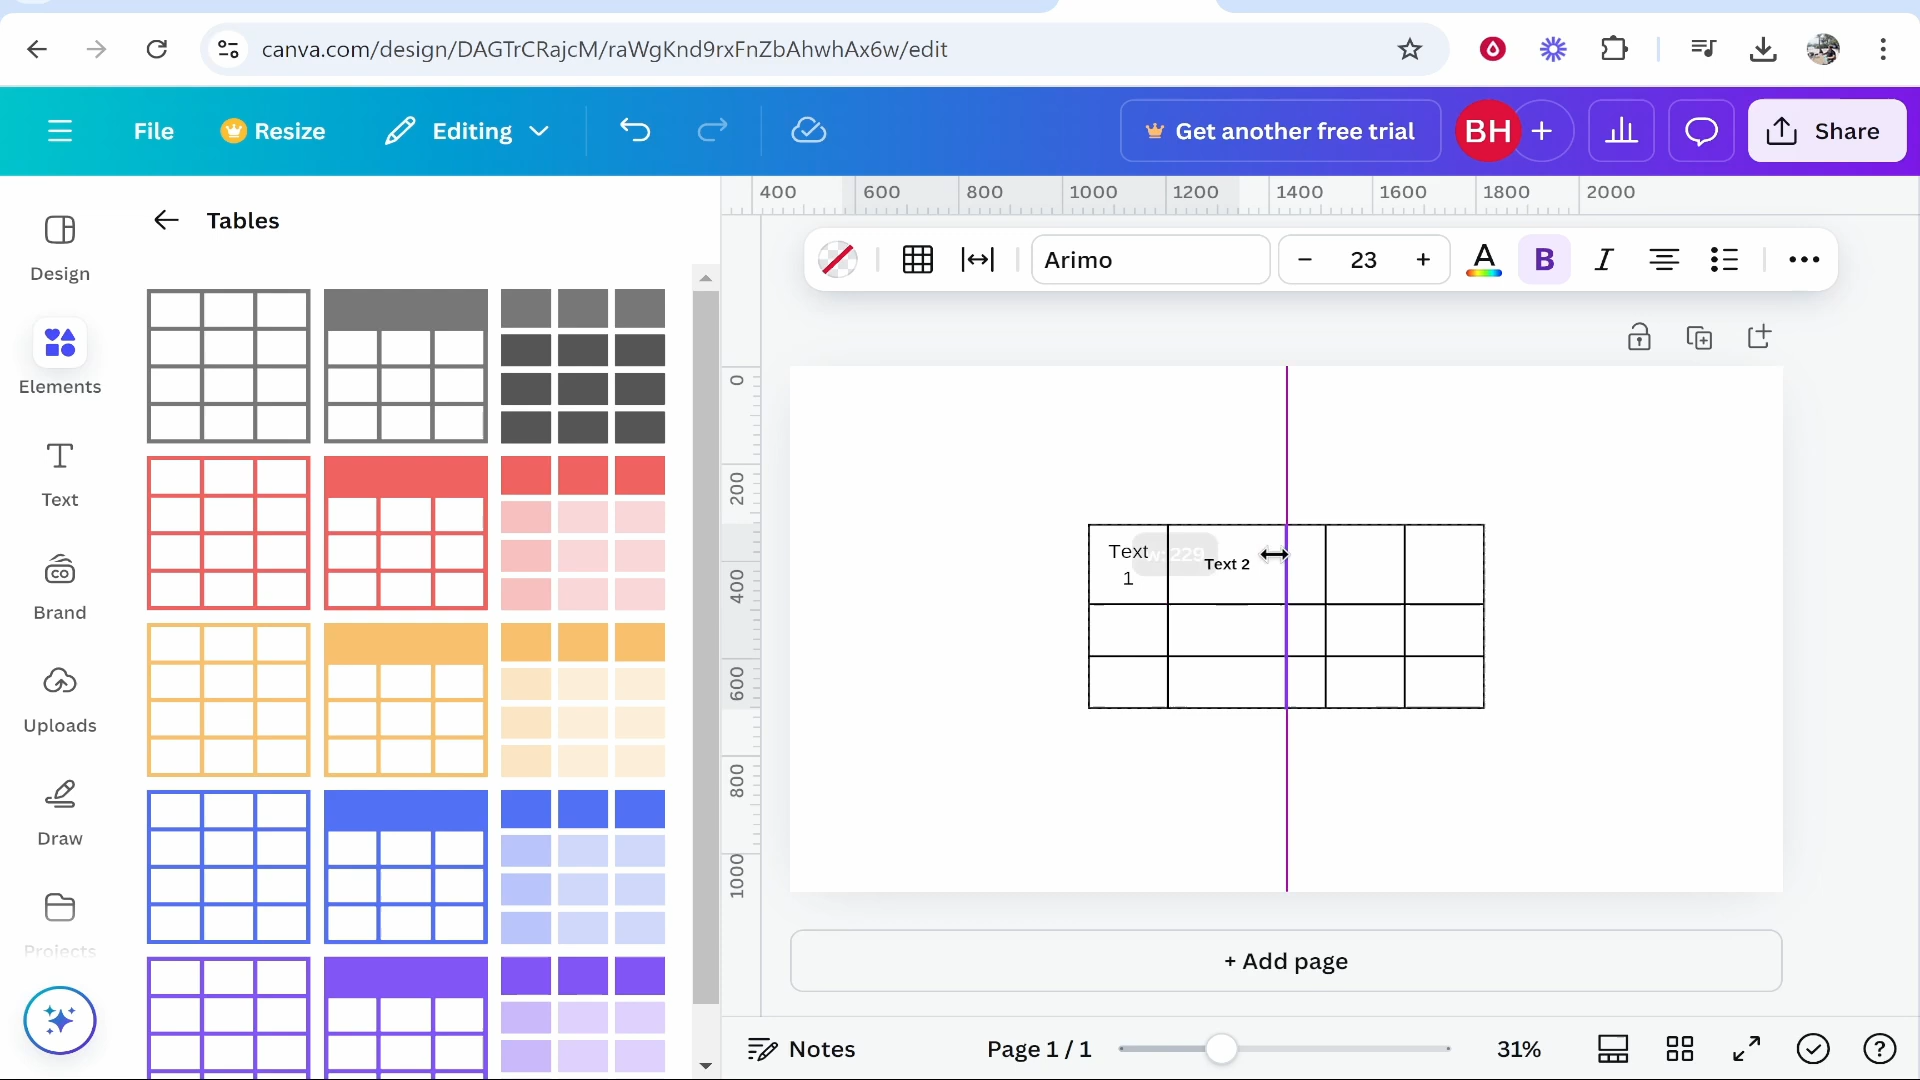 canva.com/design/DAGTrCRajcM/raWgKnd9rxFnZbAhwhAx6w/edit
File
Resize
Editing
Get another free trial
BH
Share
Design
Elements
Text
Brand
Uploads
Draw
Projects
Tables
400 600 800 1000 1200 1400 1600 1800 2000
Arimo
23
A
B
I
0
200
400
600
800
1000
Text
1
w: 229
Text 2
+ Add page
Notes
Page 1 / 1
31%